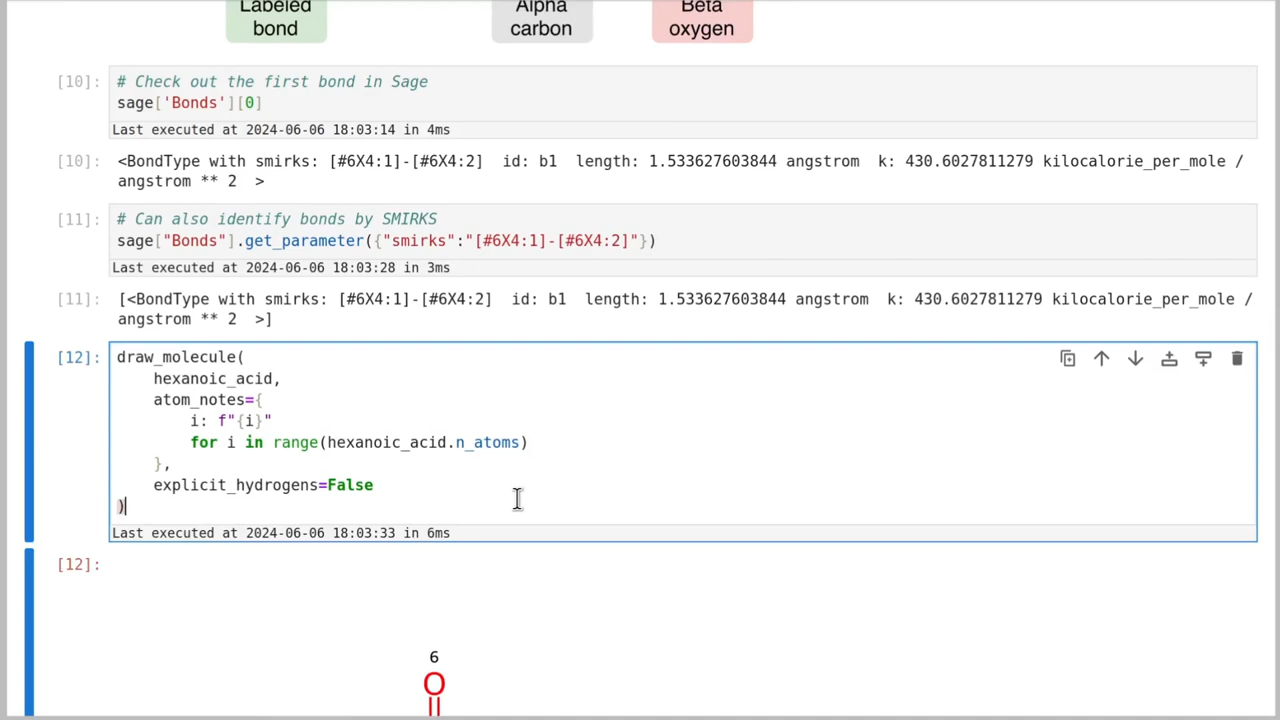 Labeled
bond
Alpha
carbon
Beta
oxygen
[10]:
# Check out the first bond in Sage
sage['Bonds'][0]
Last executed at 2024-06-06 18:03:14 in 4ms
[10]:
<BondType with smirks: [#6X4:1]-[#6X4:2]  id: b1  length: 1.533627603844 angstrom  k: 430.6027811279 kilocalorie_per_mole /
angstrom ** 2  >
[11]:
# Can also identify bonds by SMIRKS
sage["Bonds"].get_parameter({"smirks":"[#6X4:1]-[#6X4:2]"})
Last executed at 2024-06-06 18:03:28 in 3ms
[11]:
[<BondType with smirks: [#6X4:1]-[#6X4:2]  id: b1  length: 1.533627603844 angstrom  k: 430.6027811279 kilocalorie_per_mole /
angstrom ** 2  >]
[12]:
draw_molecule(
    hexanoic_acid,
    atom_notes={
        i: f"{i}"
        for i in range(hexanoic_acid.n_atoms)
    },
    explicit_hydrogens=False
)
Last executed at 2024-06-06 18:03:33 in 6ms
[12]:
6
O